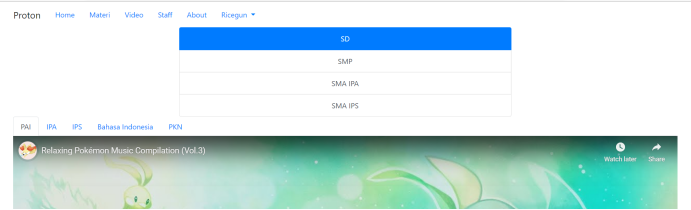 Proton Home Materi Video Staff About Ricegun
SD
SMP
SMA IPA
SMA IPS
PAI IPA IPS Bahasa Indonesia PKN
Relaxing Pokémon Music Compilation (Vol.3)
Watch later Share